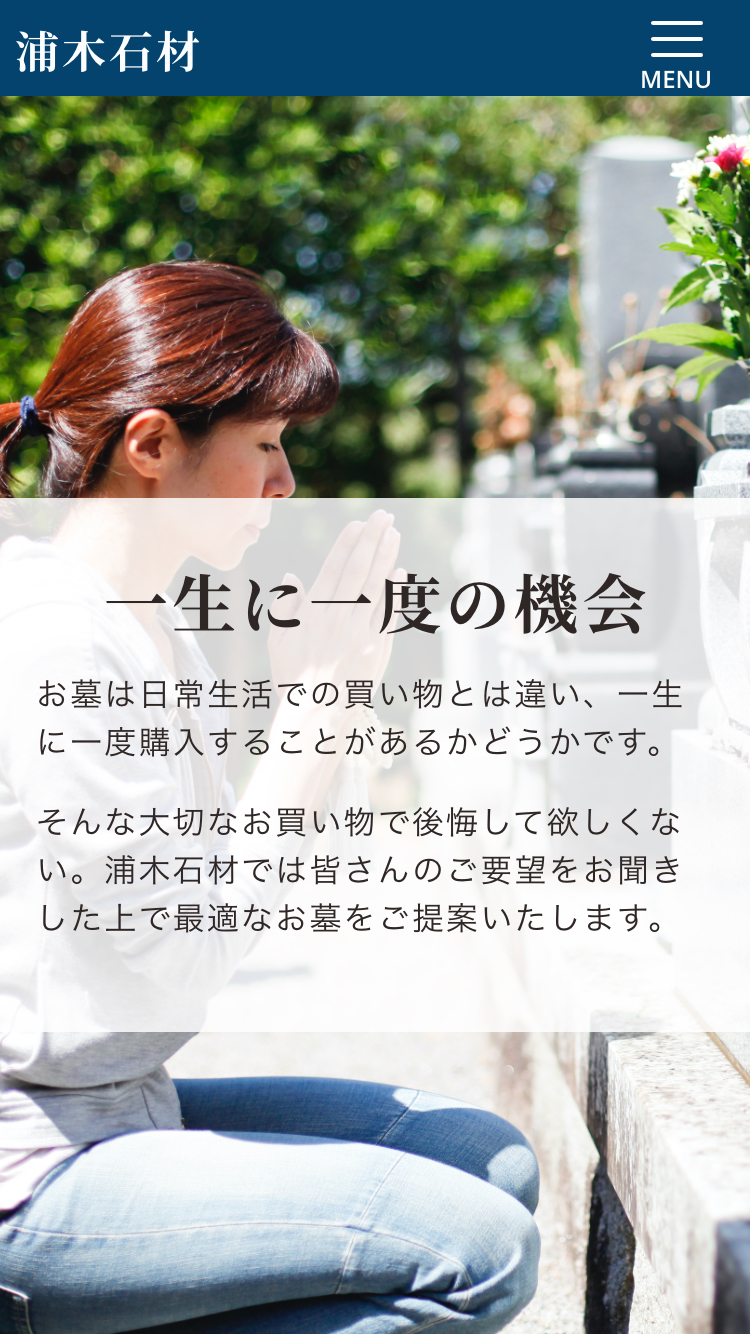 浦木石材
MENU
一生に一度の機会
お墓は日常生活での買い物とは違い、一生
に一度購入することがあるかどうかです。
そんな大切なお買い物で後悔して欲しくな
い。浦木石材では皆さんのご要望をお聞き
した上で最適なお墓をご提案いたします。